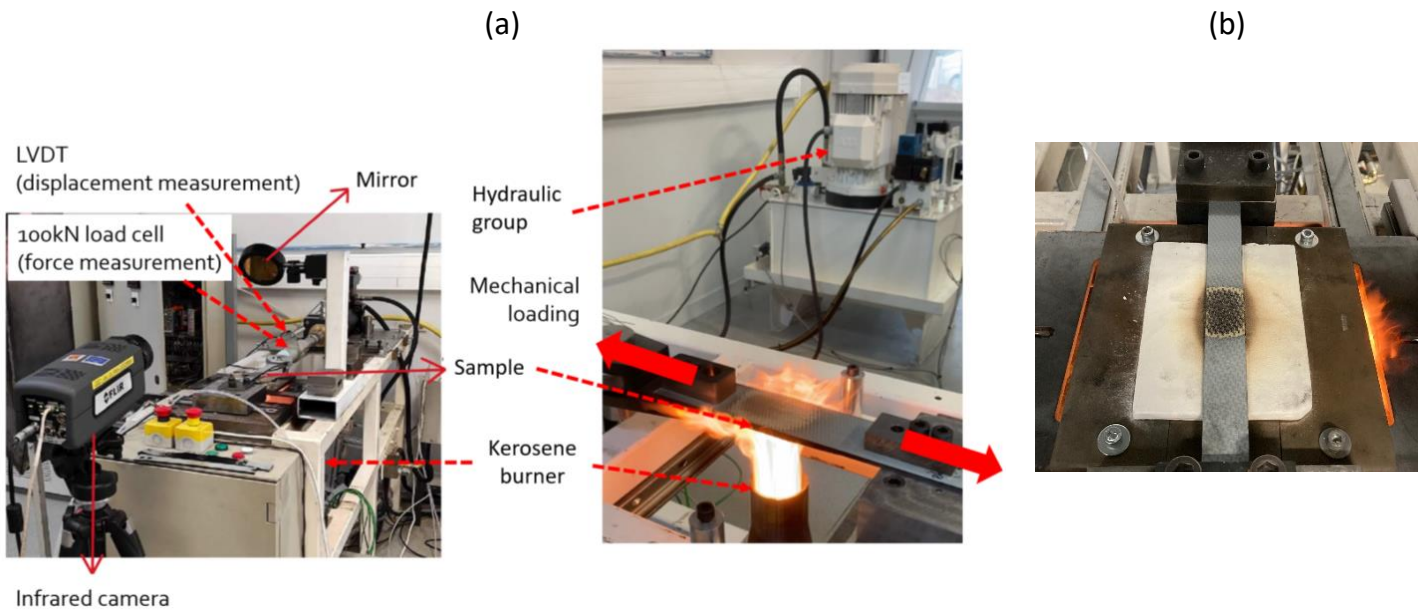 (a)
(b)
LVDT
(displacement measurement)
Mirror
100kN load cell
(force measurement)
Hydraulic
group
Mechanical
loading
Sample
Kerosene
burner
FLIR
Infrared camera